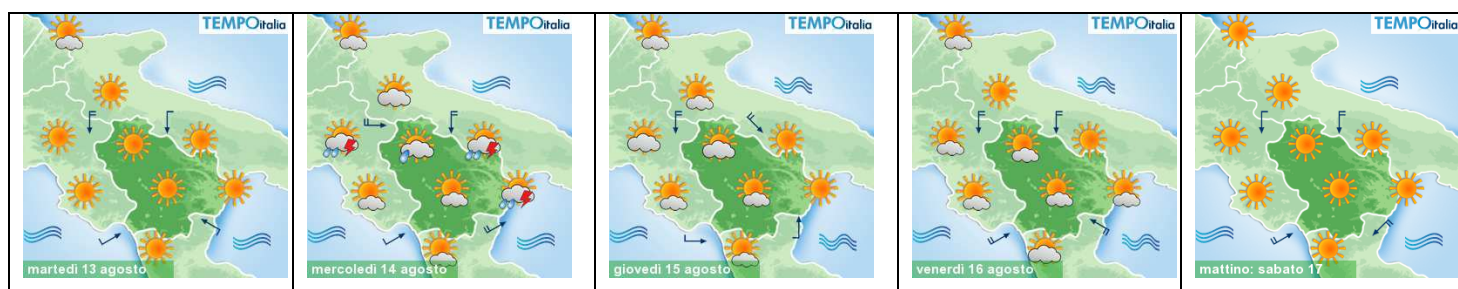 TEMPOitalia
martedì 13 agosto
TEMPOitalia
mercoledì 14 agosto
TEMPOitalia
giovedì 15 agosto
TEMPOitalia
venerdì 16 agosto
TEMPOitalia
mattino: sabato 17